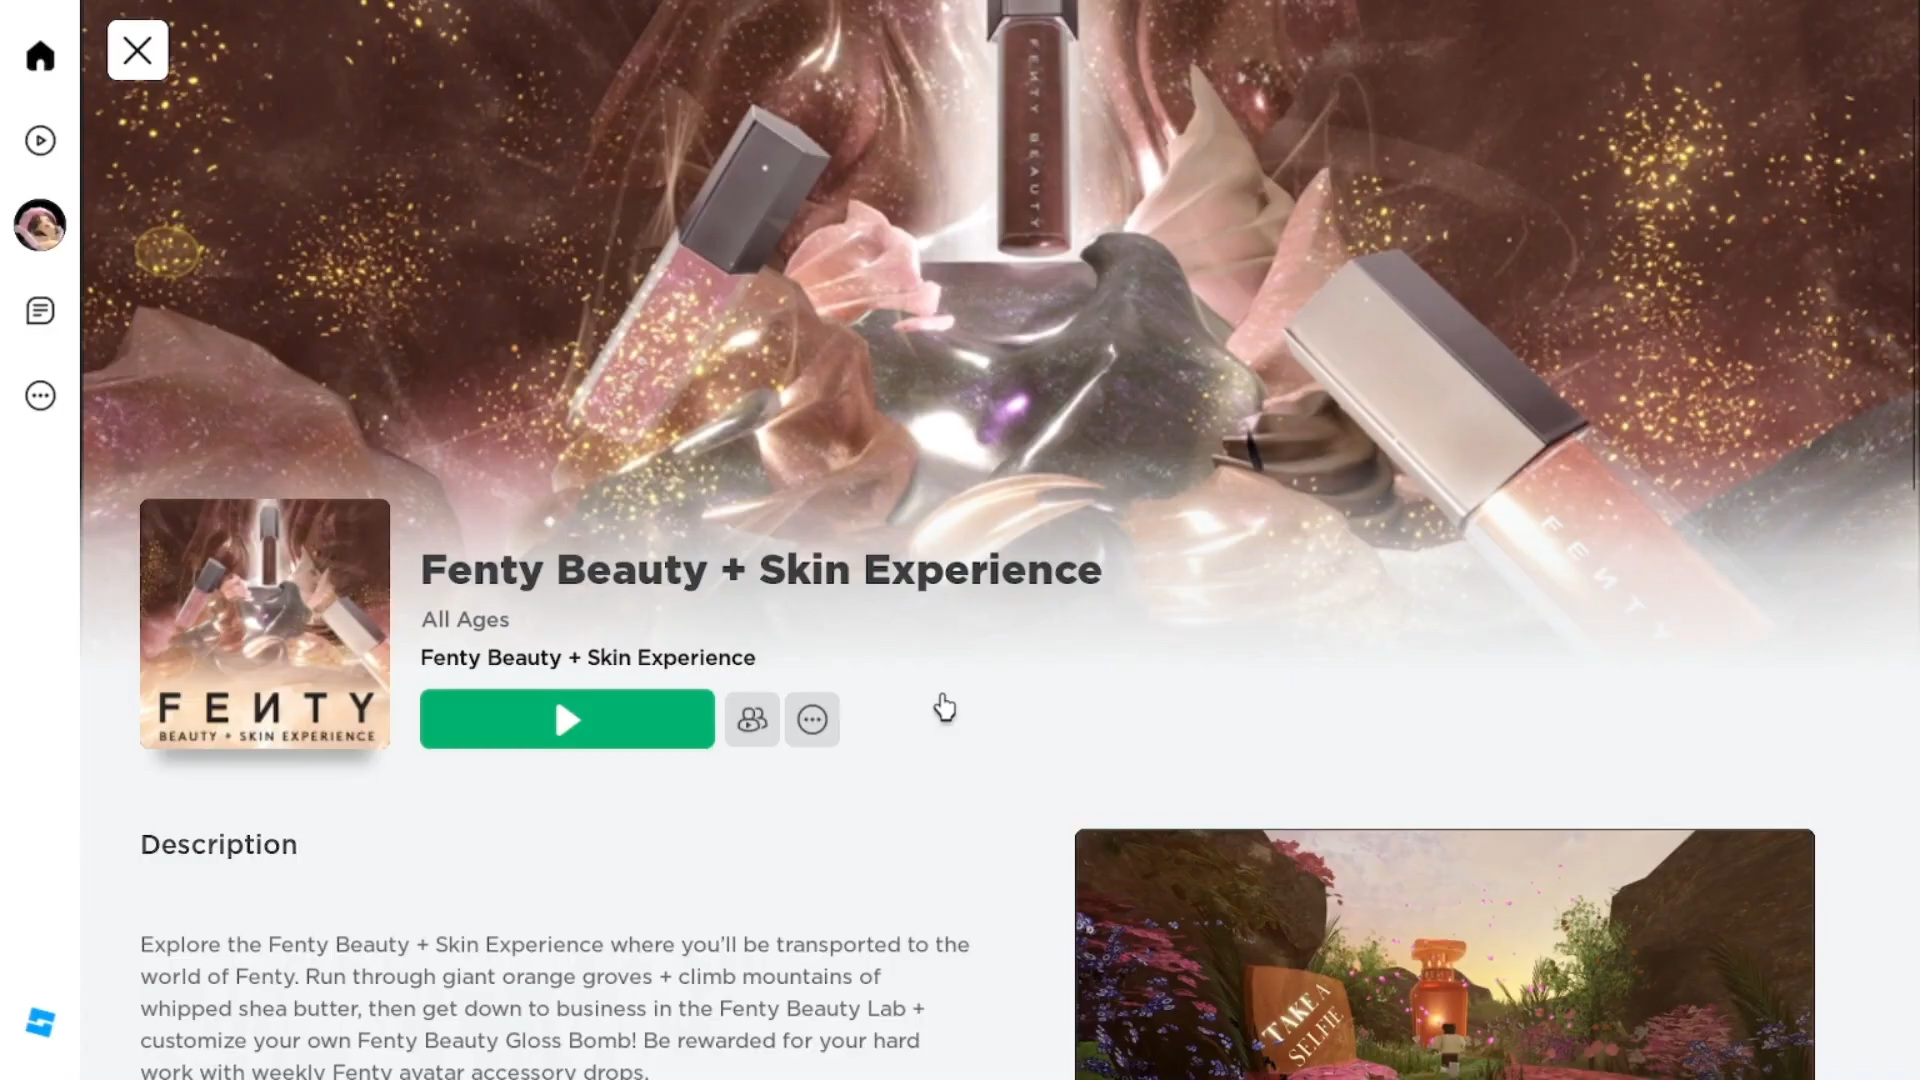 FENTY BEAUTY
FENTY
FEИTY
BEAUTY + SKIN EXPERIENCE
Fenty Beauty + Skin Experience
All Ages
Fenty Beauty + Skin Experience
Description
Explore the Fenty Beauty + Skin Experience where you’ll be transported to the
world of Fenty. Run through giant orange groves + climb mountains of
whipped shea butter, then get down to business in the Fenty Beauty Lab +
customize your own Fenty Beauty Gloss Bomb! Be rewarded for your hard
work with weekly Fenty avatar accessory drops.
TAKE A
SELFIE